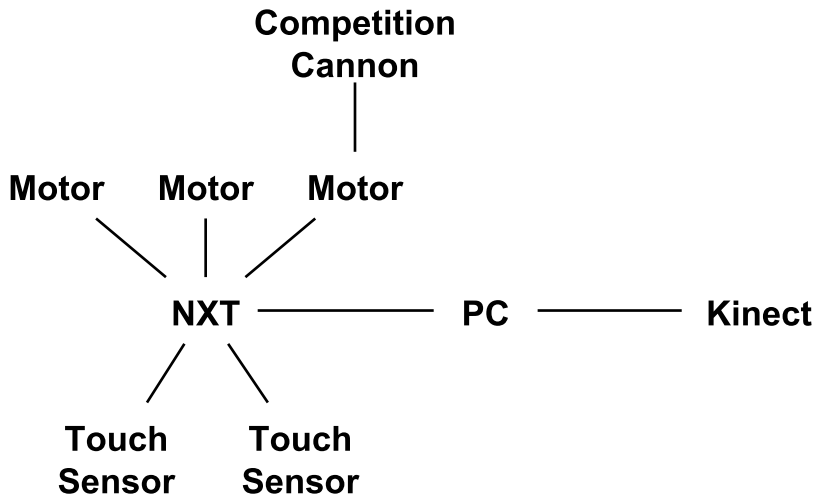 Competition
Cannon
Motor Motor Motor
NXT PC Kinect
Touch Touch
Sensor Sensor